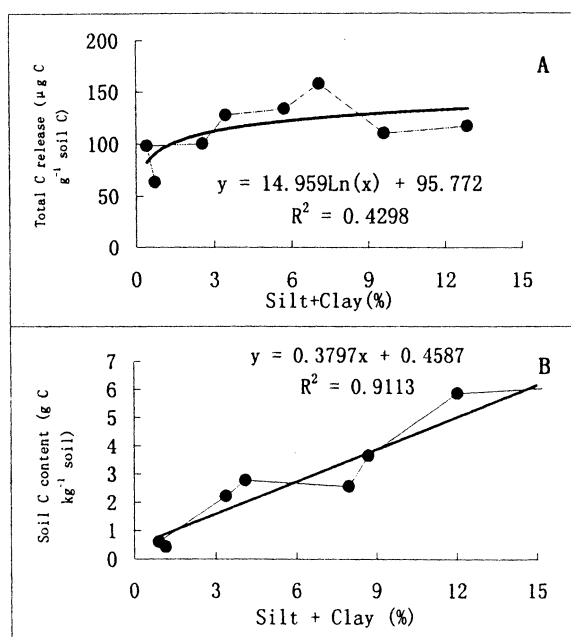 A
Total C release (μg C
g⁻¹ soil C)
200
150
100
50
0
y = 14.959Ln(x) + 95.772
R² = 0.4298
0 3 6 9 12 15
Silt+Clay(%)
B
Soil C content (g C
kg⁻¹ soil)
7
6
5
4
3
2
1
0
y = 0.3797x + 0.4587
R² = 0.9113
0 3 6 9 12 15
Silt + Clay (%)